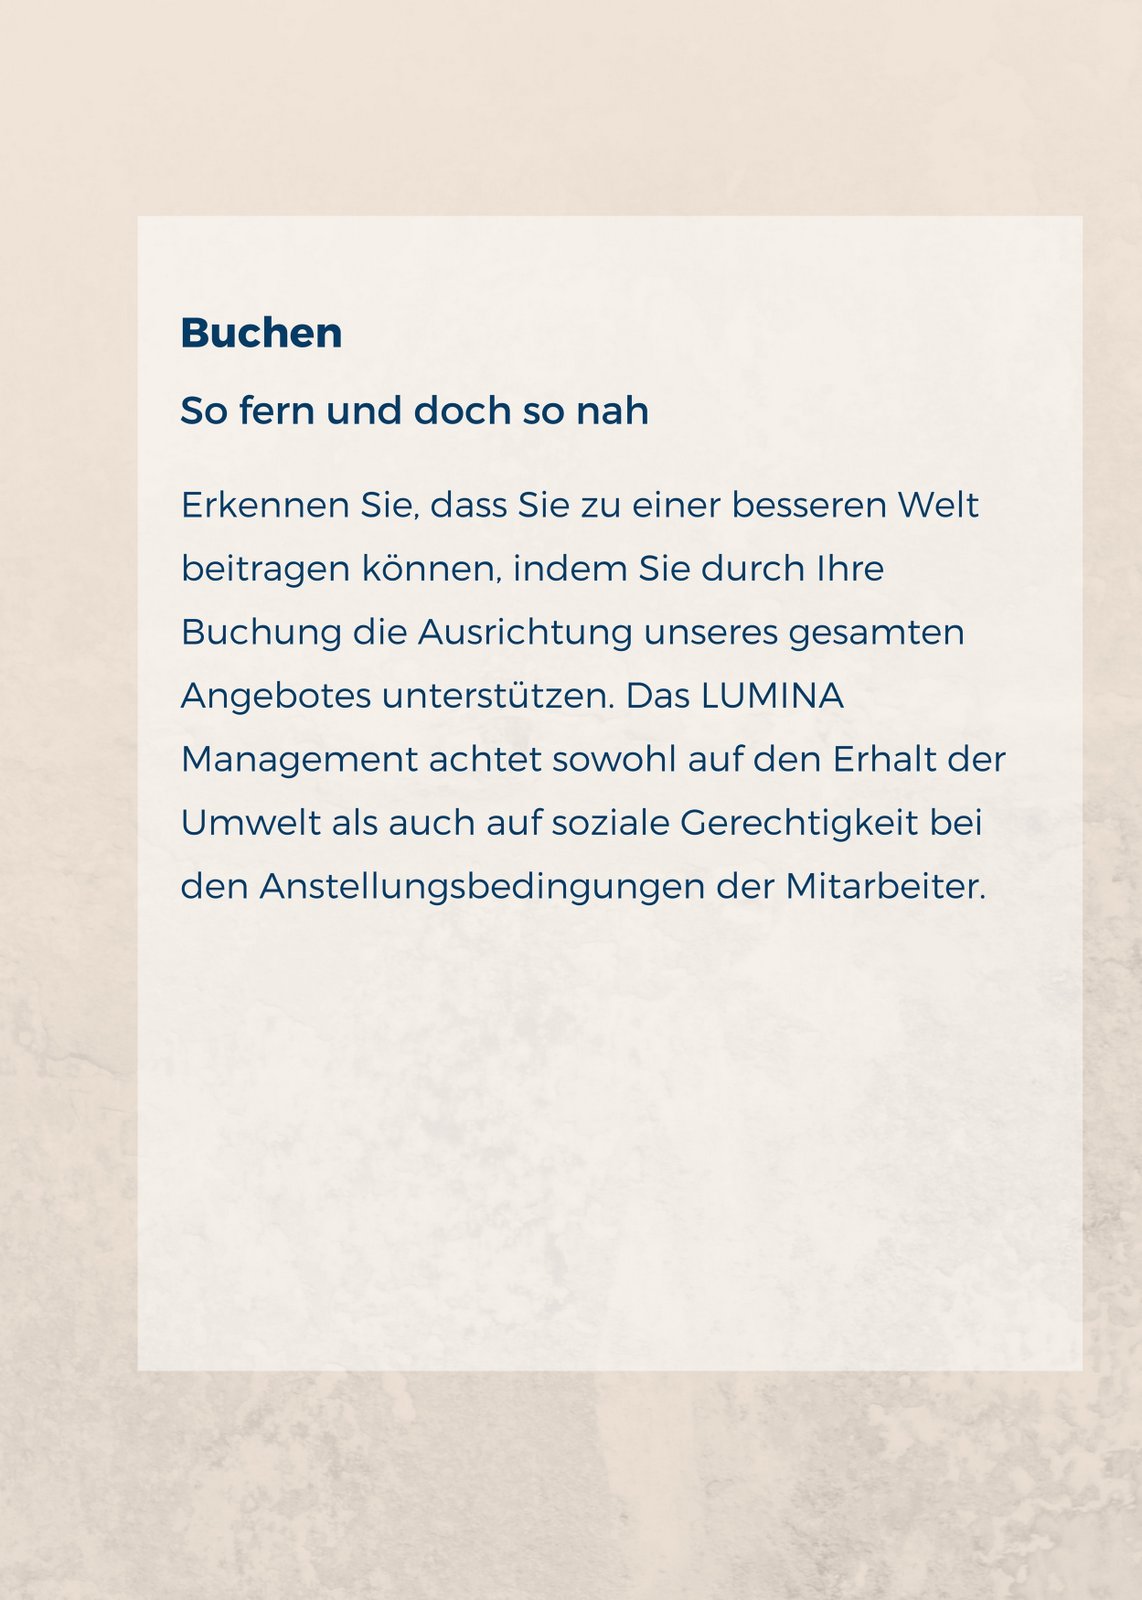 Buchen
So fern und doch so nah
Erkennen Sie, dass Sie zu einer besseren Welt
beitragen können, indem Sie durch Ihre
Buchung die Ausrichtung unseres gesamten
Angebotes unterstützen. Das LUMINA
Management achtet sowohl auf den Erhalt der
Umwelt als auch auf soziale Gerechtigkeit bei
den Anstellungsbedingungen der Mitarbeiter.